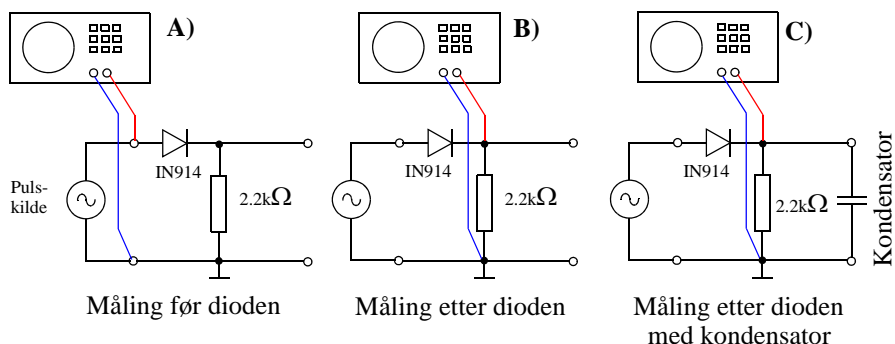 A)
B)
C)
IN914
IN914
IN914
Puls-
kilde
2.2kΩ
2.2kΩ
2.2kΩ
Kondensator
Måling før dioden
Måling etter dioden
Måling etter dioden
med kondensator